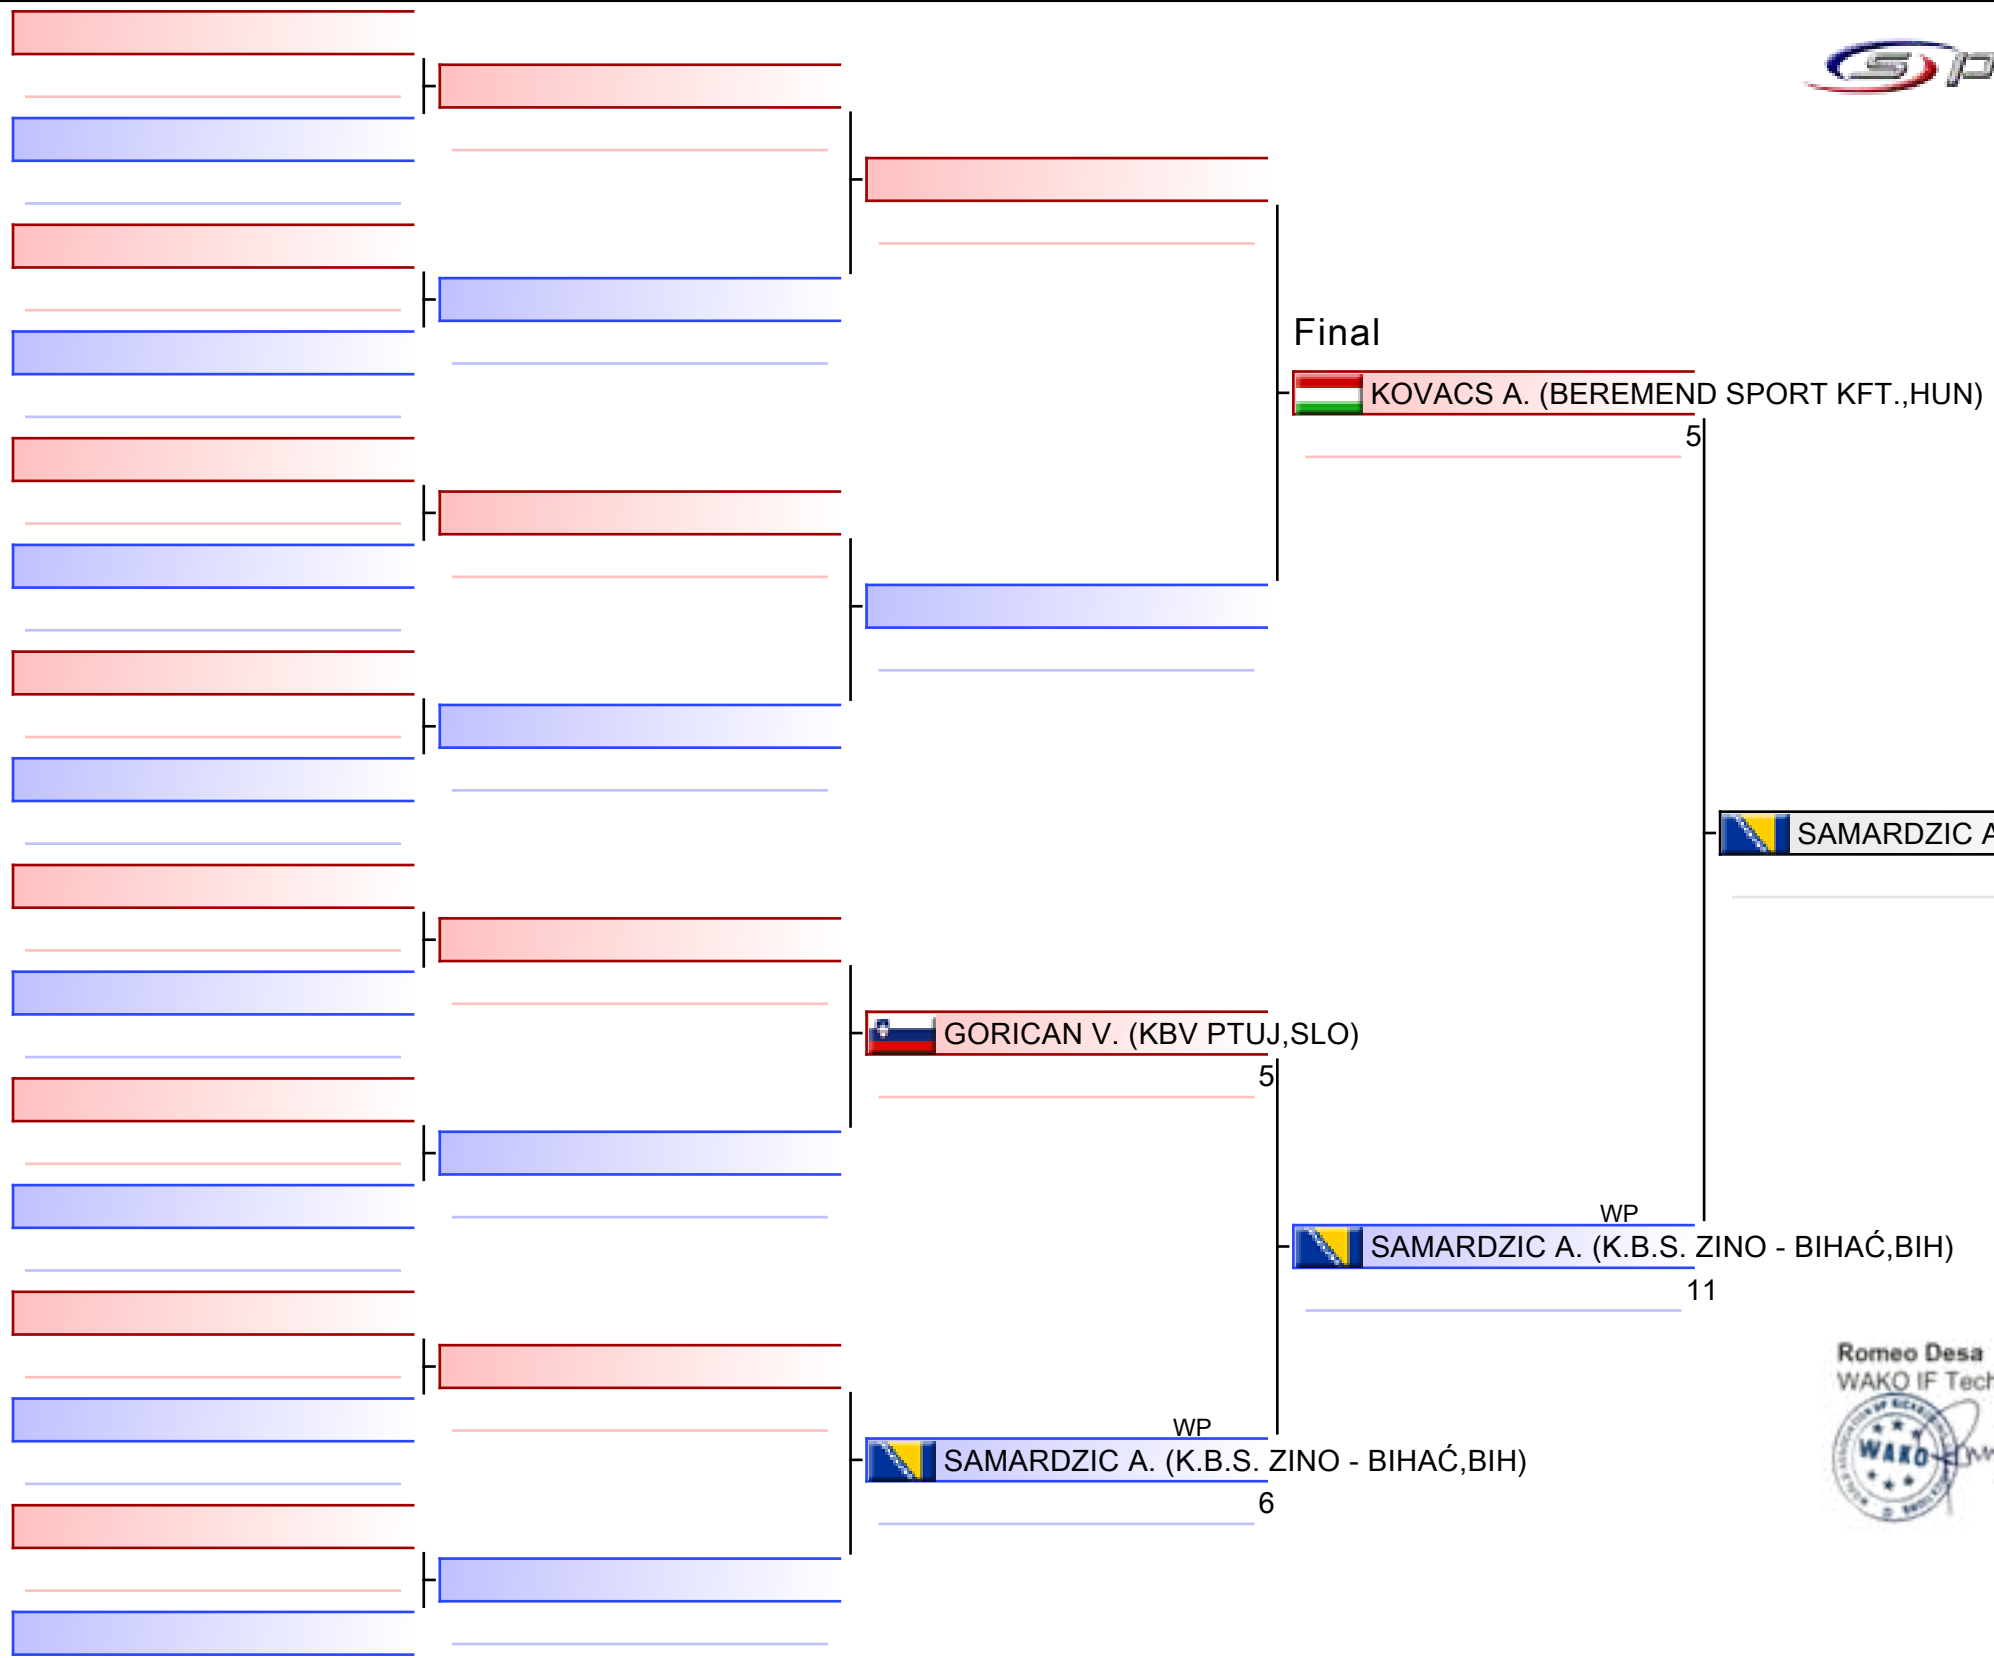 Sp
Final
KOVACS A. (BEREMEND SPORT KFT.,HUN)
5
SAMARDZIC A
GORICAN V. (KBV PTUJ,SLO)
5
WP
SAMARDZIC A. (K.B.S. ZINO - BIHAĆ,BIH)
11
Romeo Desa
WAKO IF Tech
WAKO
WP
SAMARDZIC A. (K.B.S. ZINO - BIHAĆ,BIH)
6